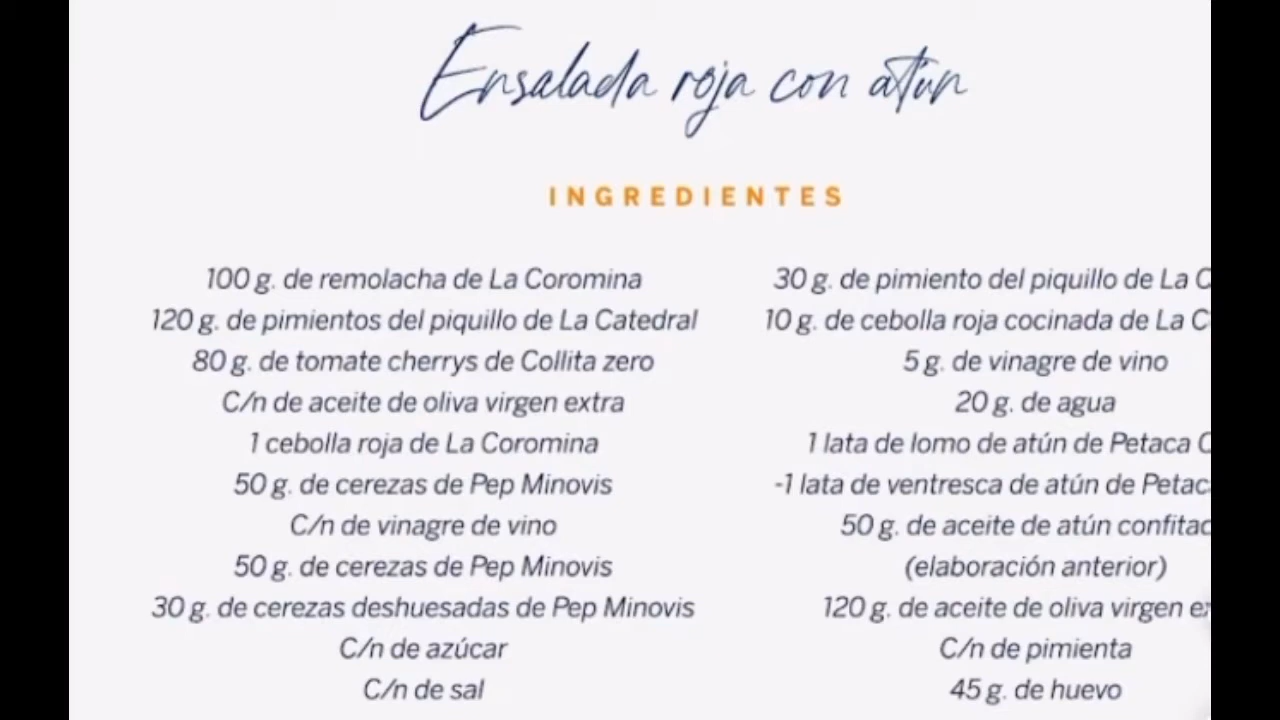 Ensalada roja con atún
INGREDIENTES
100 g. de remolacha de La Coromina
120 g. de pimientos del piquillo de La Catedral
80 g. de tomate cherrys de Collita zero
C/n de aceite de oliva virgen extra
1 cebolla roja de La Coromina
50 g. de cerezas de Pep Minovis
C/n de vinagre de vino
50 g. de cerezas de Pep Minovis
30 g. de cerezas deshuesadas de Pep Minovis
C/n de azúcar
C/n de sal
30 g. de pimiento del piquillo de La
10 g. de cebolla roja cocinada de La
5 g. de vinagre de vino
20 g. de agua
1 lata de lomo de atún de Petaca
-1 lata de ventresca de atún de
50 g. de aceite de atún
(elaboración anterior)
120 g. de aceite de oliva virgen
C/n de pimienta
45 g. de huevo